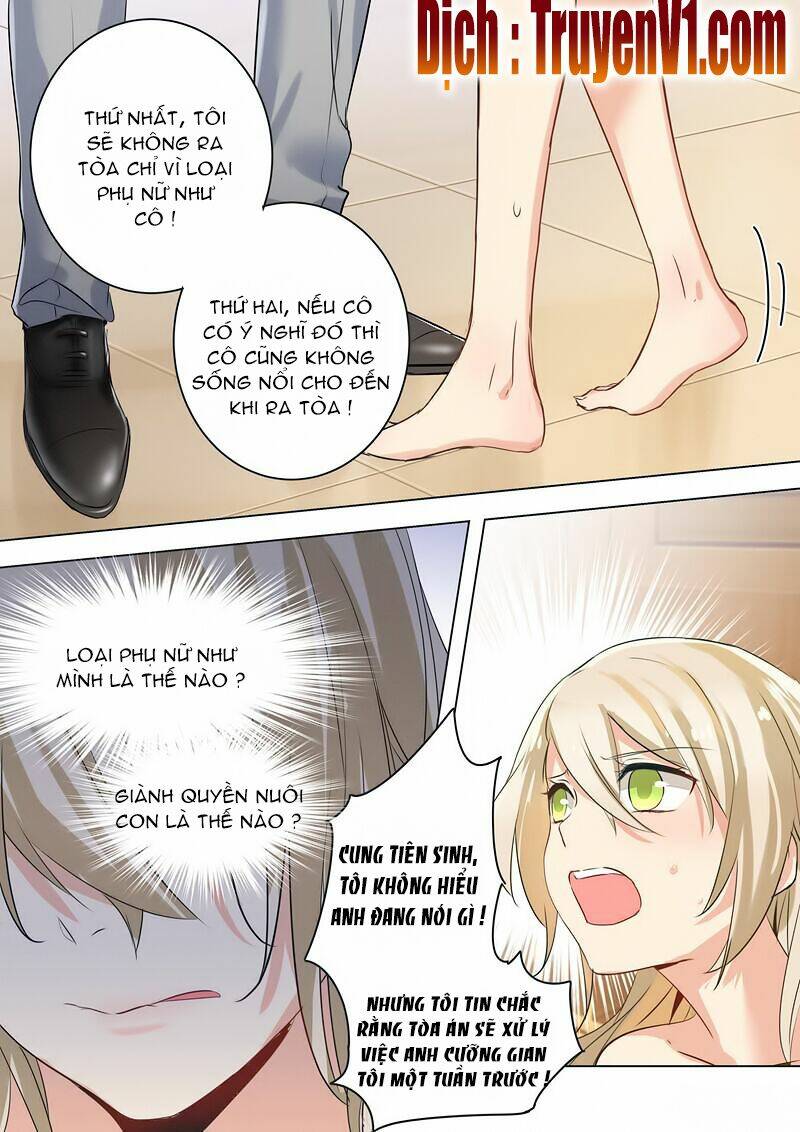 Dịch : TruyenV1.com
THỨ NHẤT, TÔI
SẼ KHÔNG RA
TÒA CHỈ VÌ LOẠI
PHỤ NỮ NHƯ
CÔ !
THỨ HAI, NẾU CÔ
CÓ Ý NGHĨ ĐÓ THÌ
CÔ CŨNG KHÔNG
SỐNG NỔI CHO ĐẾN
KHI RA TÒA !
LOẠI PHỤ NỮ NHƯ
MÌNH LÀ THẾ NÀO ?
GIÀNH QUYỀN NUÔI
CON LÀ THẾ NÀO ?
CUNG TIÊN SINH,
TÔI KHÔNG HIỂU
ANH ĐANG NÓI GÌ !
NHƯNG TÔI TIN CHẮC
RẰNG TÒA ÁN SẼ XỬ LÝ
VIỆC ANH CƯỠNG GIAN
TÔI MỘT TUẦN TRƯỚC !